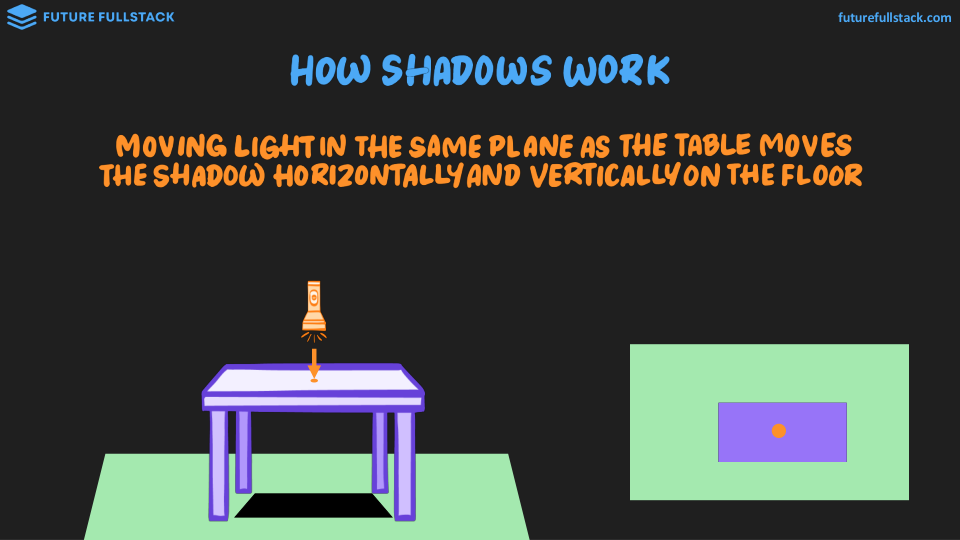 FUTURE FULLSTACK
futurefullstack.com
HOW SHADOWS WORK
MOVING LIGHT IN THE SAME PLANE AS THE TABLE MOVES
THE SHADOW HORIZONTALLY AND VERTICALLY ON THE FLOOR